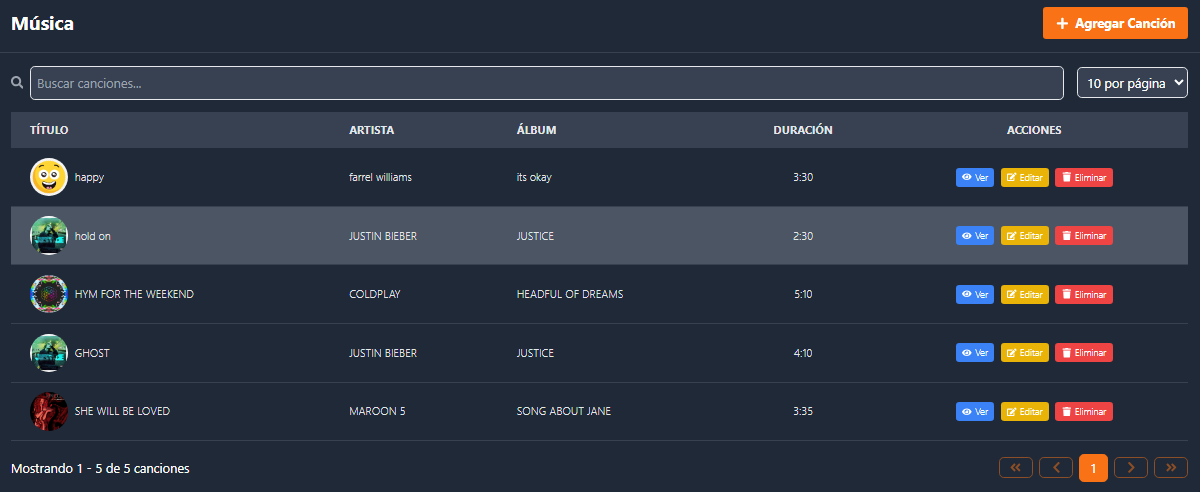 Música
Agregar Canción
Buscar canciones...
10 por página
TÍTULO ARTISTA ÁLBUM DURACIÓN ACCIONES
happy farrel williams its okay 3:30 Ver Editar Eliminar
hold on JUSTIN BIEBER JUSTICE 2:30 Ver Editar Eliminar
HYM FOR THE WEEKEND COLDPLAY HEADFUL OF DREAMS 5:10 Ver Editar Eliminar
GHOST JUSTIN BIEBER JUSTICE 4:10 Ver Editar Eliminar
SHE WILL BE LOVED MAROON 5 SONG ABOUT JANE 3:35 Ver Editar Eliminar
Mostrando 1 - 5 de 5 canciones
1